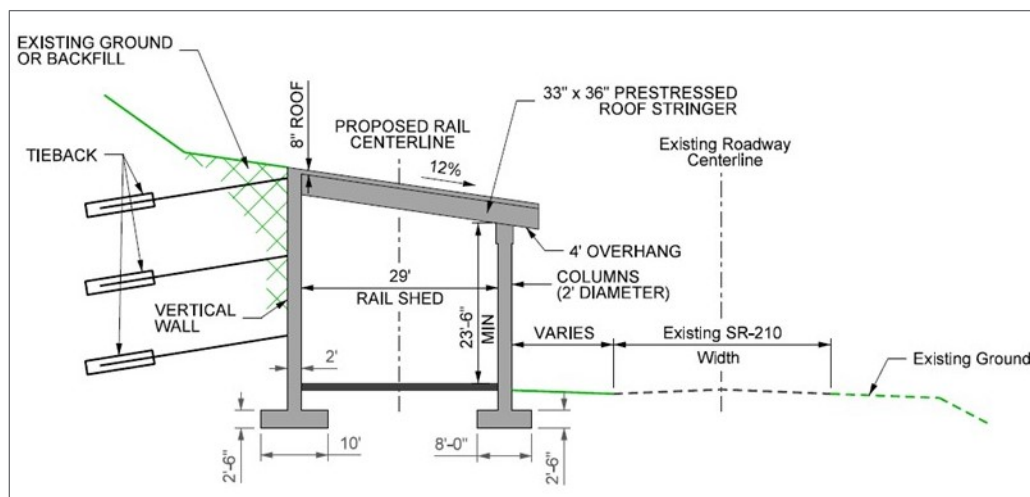 EXISTING GROUND
OR BACKFILL
8" ROOF
PROPOSED RAIL
CENTERLINE
12%
33" x 36" PRESTRESSED
ROOF STRINGER
Existing Roadway
Centerline
TIEBACK
4' OVERHANG
29'
RAIL SHED
COLUMNS
(2' DIAMETER)
VERTICAL
WALL
23'-6"
MIN
VARIES
Existing SR-210
Width
Existing Ground
2'
2'-6"
10'
8'-0"
2'-6"